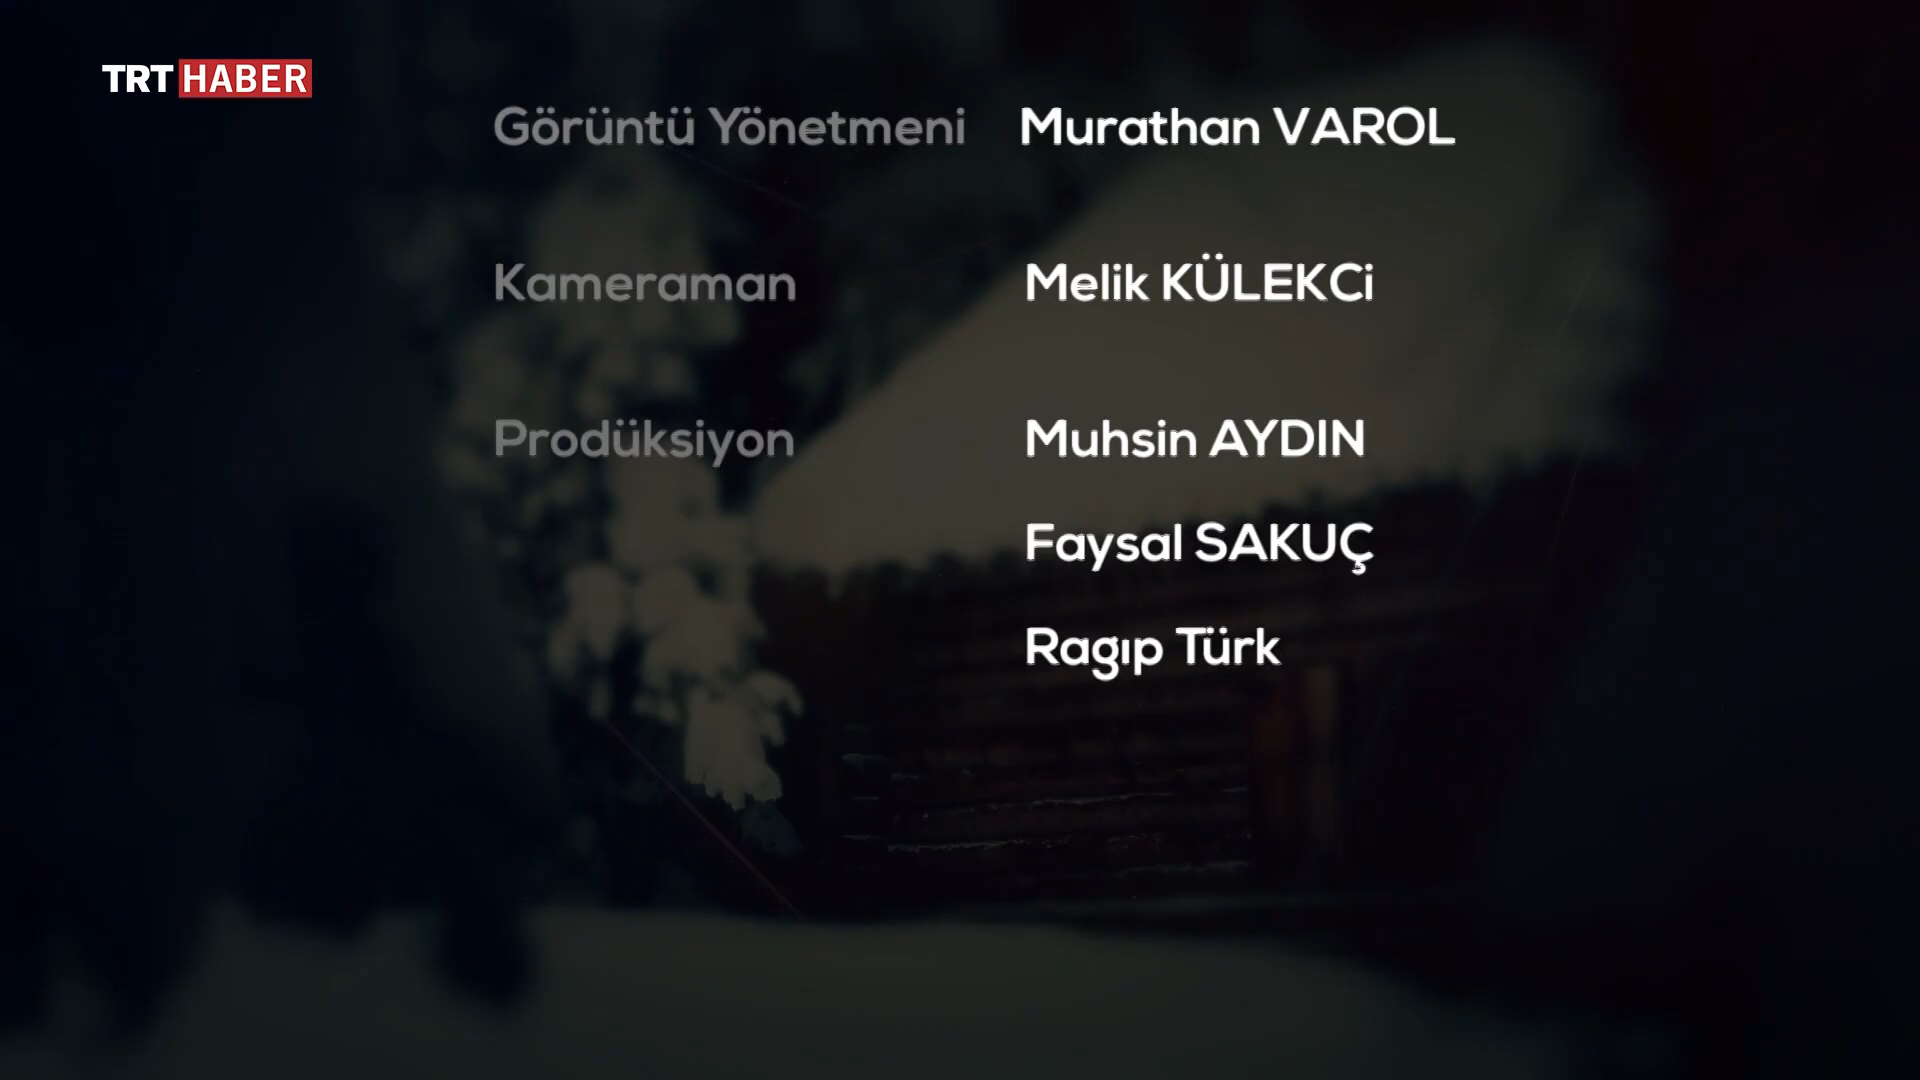 TRT HABER
Görüntü Yönetmeni Murathan VAROL
Kameraman Melik KÜLEKCi
Prodüksiyon Muhsin AYDIN
Faysal SAKUÇ
Ragıp Türk